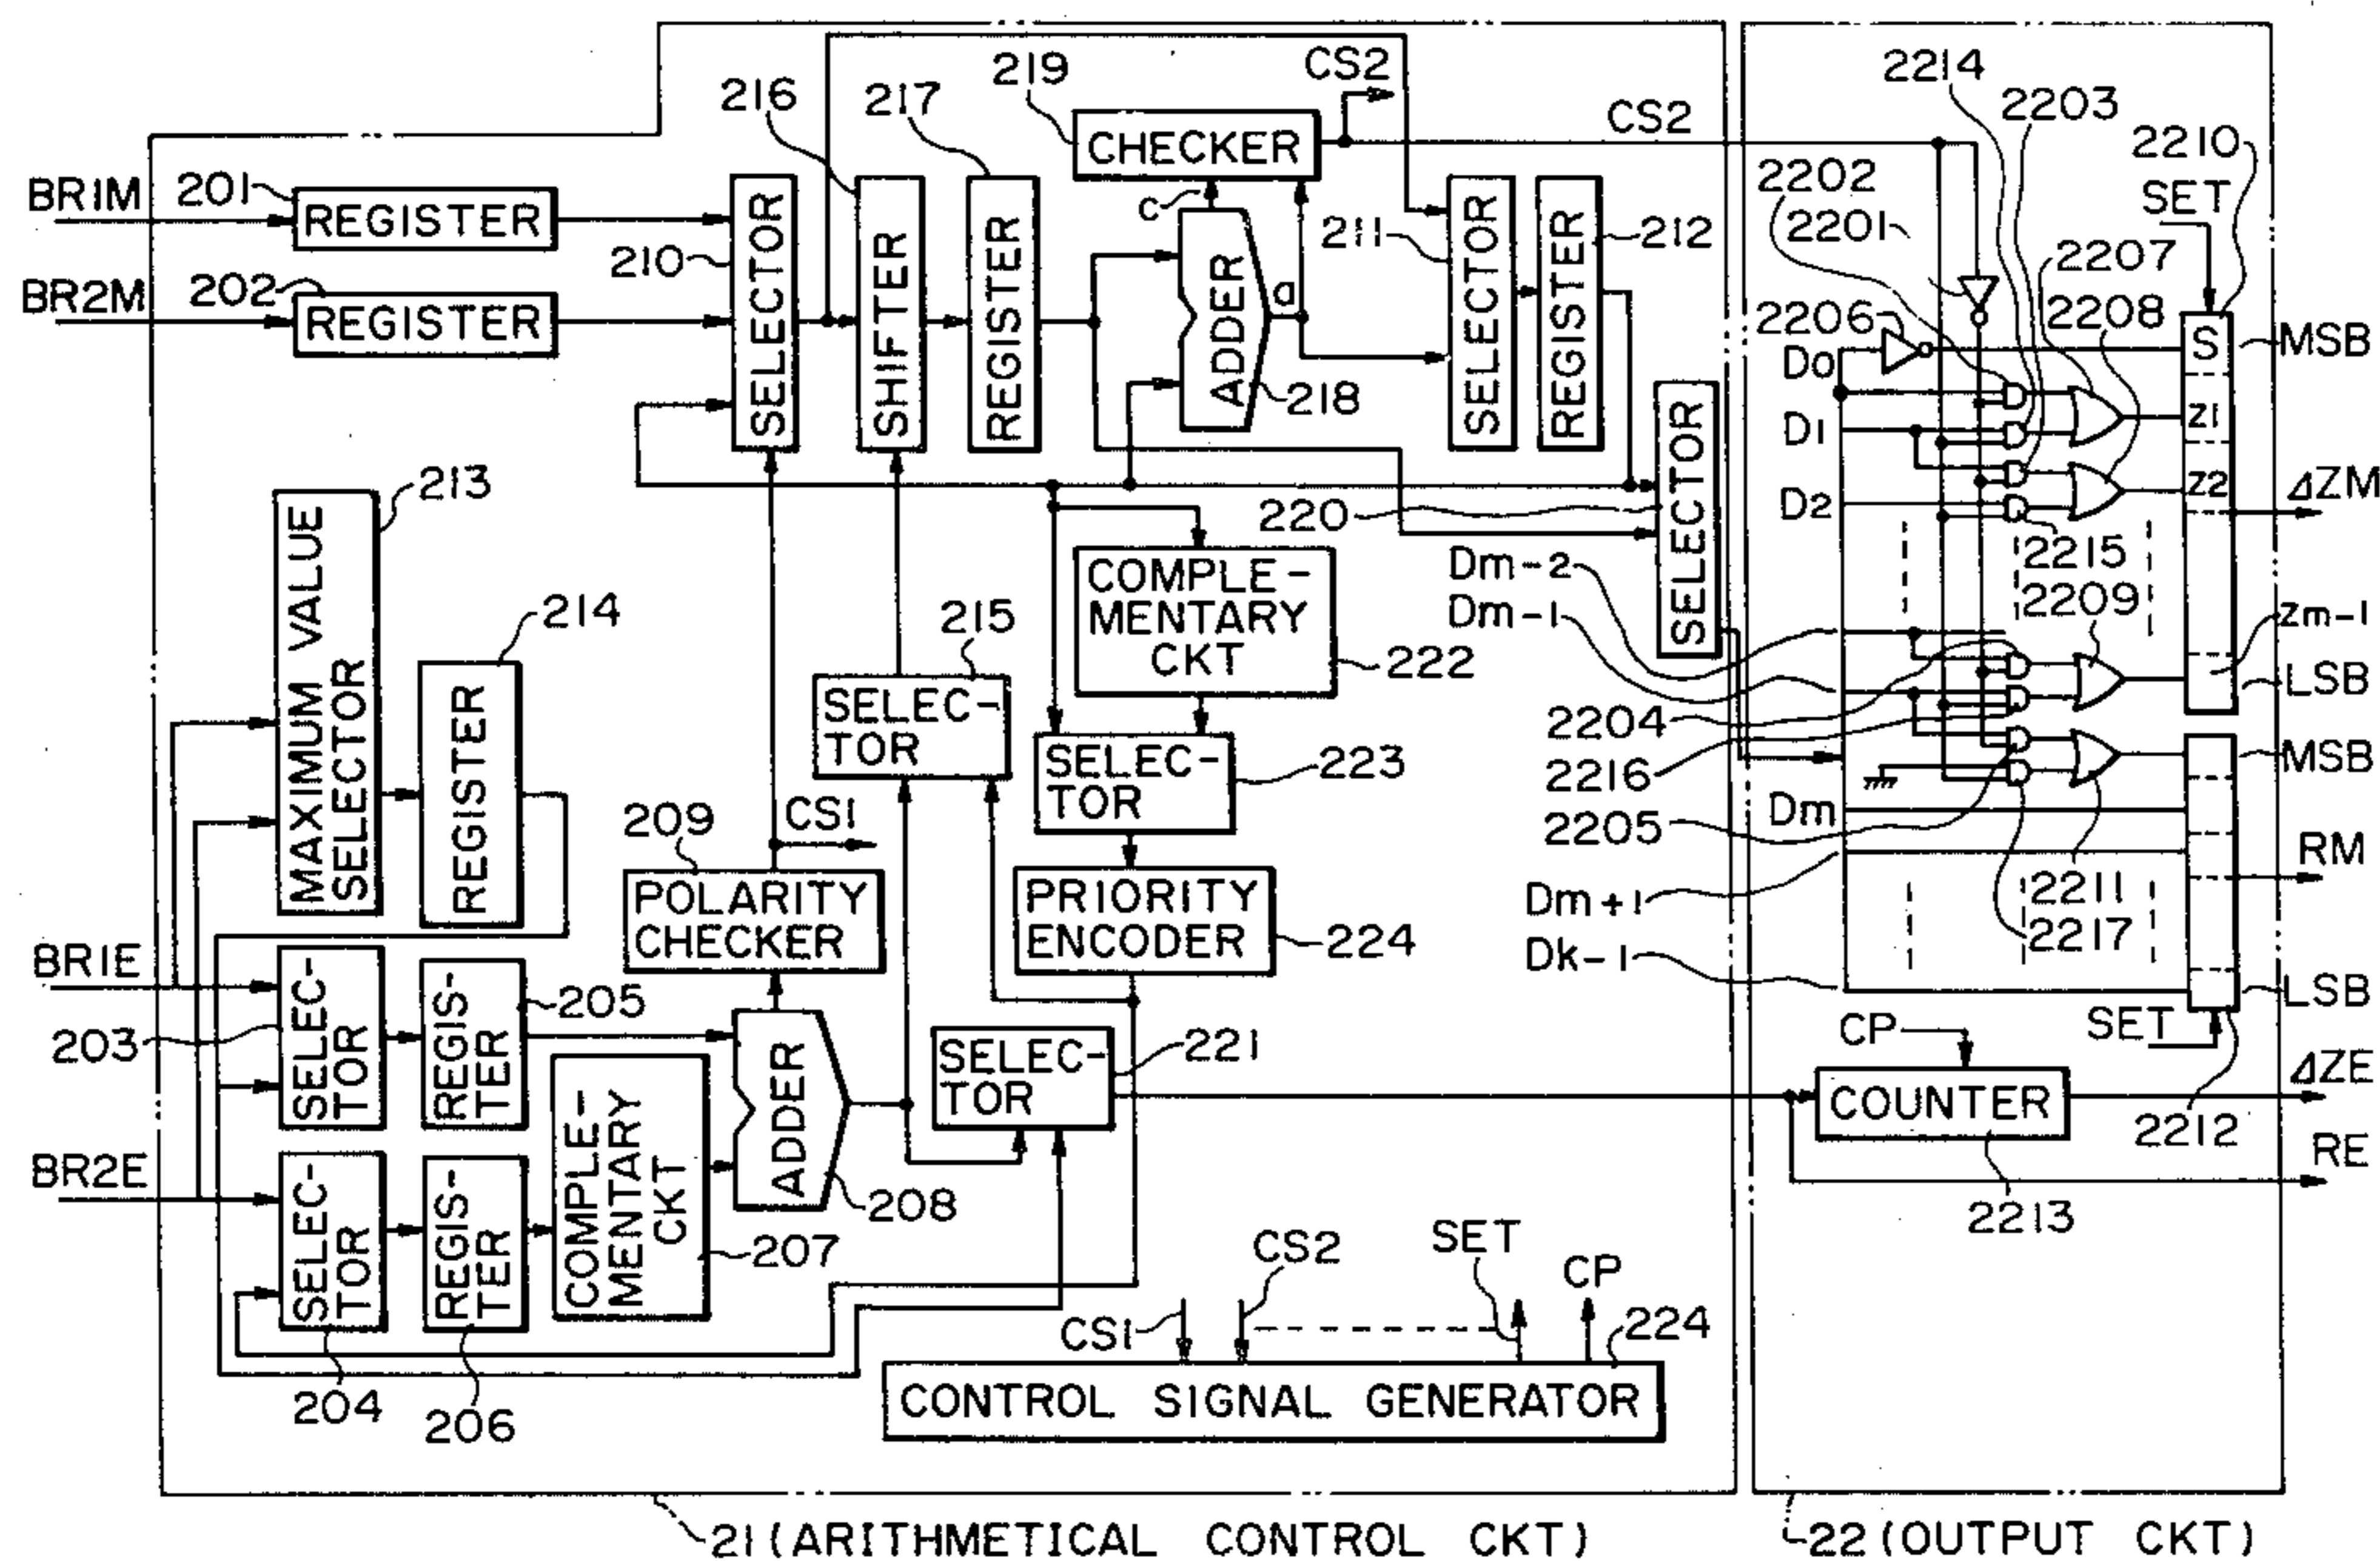 219
CS2
2214
216
217
2203
CS2
CHECKER
2202
2210
BR1M
201
REGISTER
SELECTOR
SHIFTER
REGISTER
c
2201
SET
210
ADDER
a
211
SELECTOR
REGISTER
212
2207
BR2M
202
REGISTER
2206
2208
D0
S
MSB
218
D1
z1
213
SELECTOR
D2
z2
ΔZM
220
2215
COMPLE-
MENTARY
CKT
Dm-2
Dm-1
2209
214
MAXIMUM VALUE
SELECTOR
REGISTER
215
222
zm-1
LSB
SELEC-
TOR
2204
SELEC-
TOR
223
2216
MSB
209
CS1
2205
Dm
RM
POLARITY
CHECKER
PRIORITY
ENCODER
224
Dm+1
2211
2217
Dk-1
BR1E
205
LSB
203
SELEC-
TOR
REGIS-
TER
ADDER
SELEC-
TOR
221
CP
SET
ΔZE
COMPLE-
MENTARY
CKT
COUNTER
2212
RE
BR2E
SELEC-
TOR
REGIS-
TER
208
2213
207
CS2
SET
CP
CS1
224
204
206
CONTROL SIGNAL GENERATOR
21 (ARITHMETICAL CONTROL CKT)
22 (OUTPUT CKT)